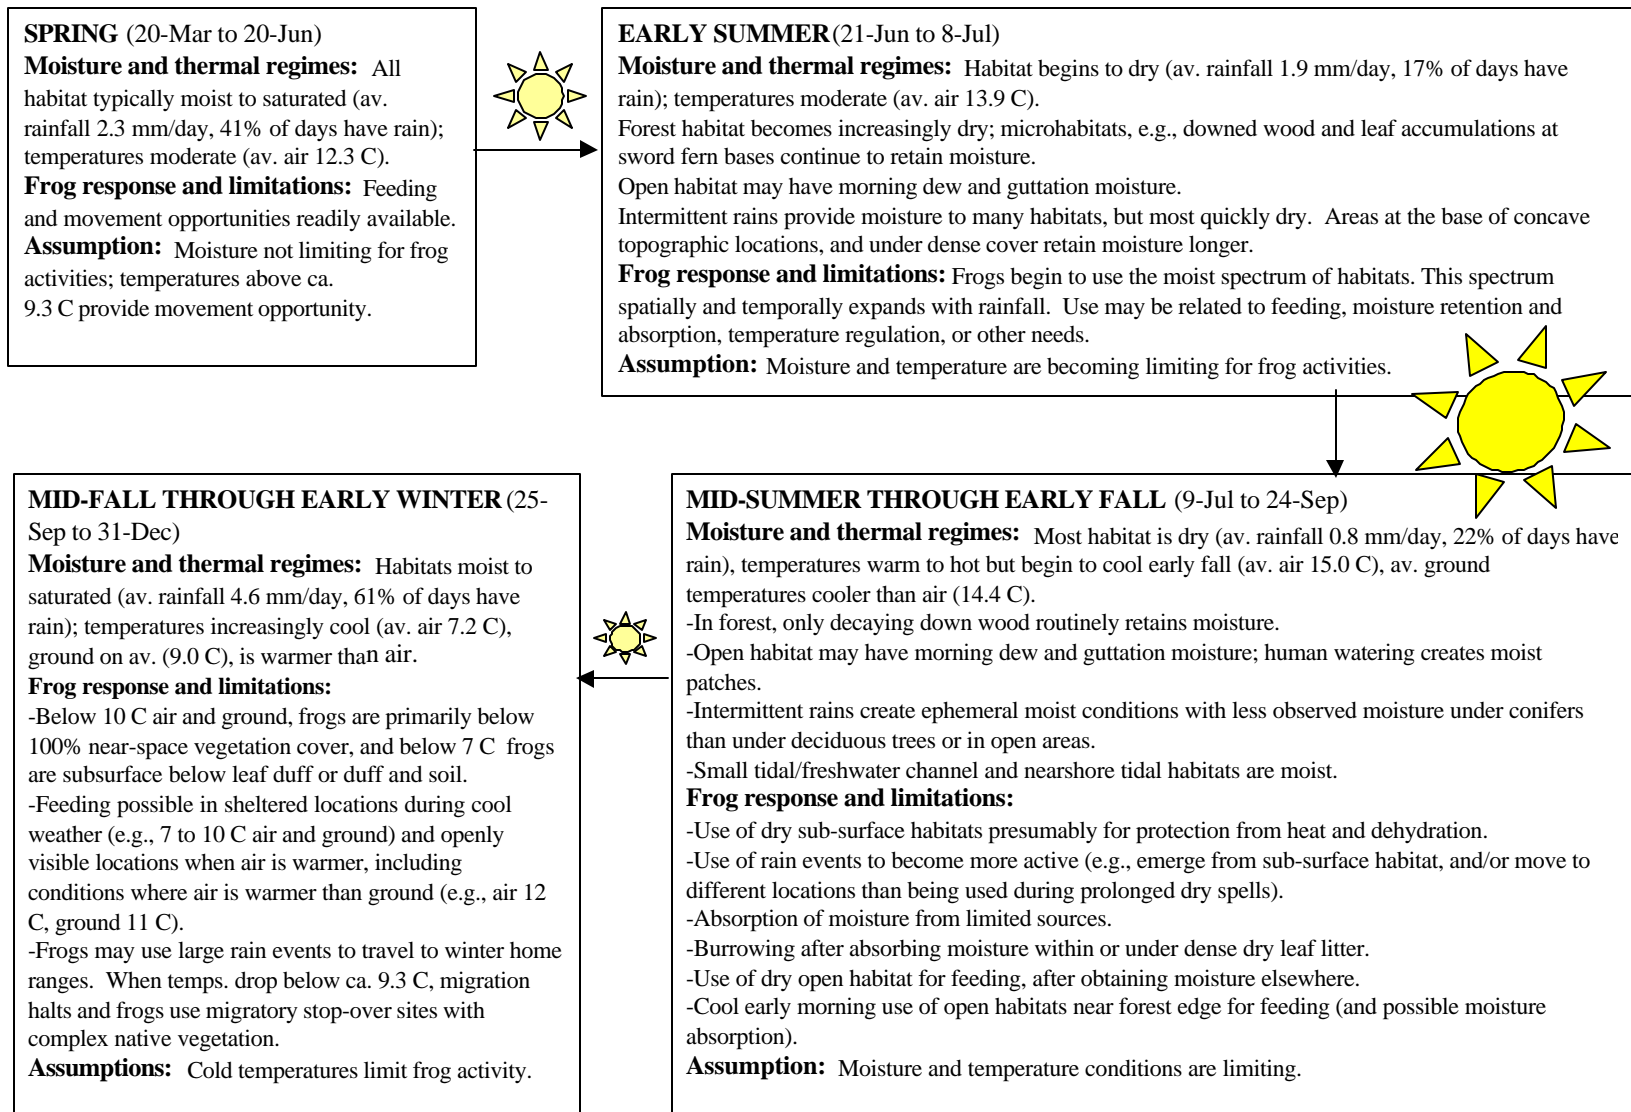 SPRING (20-Mar to 20-Jun)
Moisture and thermal regimes: All
habitat typically moist to saturated (av.
rainfall 2.3 mm/day, 41% of days have rain);
temperatures moderate (av. air 12.3 C).
Frog response and limitations: Feeding
and movement opportunities readily available.
Assumption: Moisture not limiting for frog
activities; temperatures above ca.
9.3 C provide movement opportunity.
EARLY SUMMER (21-Jun to 8-Jul)
Moisture and thermal regimes: Habitat begins to dry (av. rainfall 1.9 mm/day, 17% of days have
rain); temperatures moderate (av. air 13.9 C).
Forest habitat becomes increasingly dry; microhabitats, e.g., downed wood and leaf accumulations at
sword fern bases continue to retain moisture.
Open habitat may have morning dew and guttation moisture.
Intermittent rains provide moisture to many habitats, but most quickly dry. Areas at the base of concave
topographic locations, and under dense cover retain moisture longer.
Frog response and limitations: Frogs begin to use the moist spectrum of habitats. This spectrum
spatially and temporally expands with rainfall. Use may be related to feeding, moisture retention and
absorption, temperature regulation, or other needs.
Assumption: Moisture and temperature are becoming limiting for frog activities.
MID-SUMMER THROUGH EARLY FALL (9-Jul to 24-Sep)
Moisture and thermal regimes: Most habitat is dry (av. rainfall 0.8 mm/day, 22% of days have
rain), temperatures warm to hot but begin to cool early fall (av. air 15.0 C), av. ground
temperatures cooler than air (14.4 C).
-In forest, only decaying down wood routinely retains moisture.
-Open habitat may have morning dew and guttation moisture; human watering creates moist
patches.
-Intermittent rains create ephemeral moist conditions with less observed moisture under conifers
than under deciduous trees or in open areas.
-Small tidal/freshwater channel and nearshore tidal habitats are moist.
Frog response and limitations:
-Use of dry sub-surface habitats presumably for protection from heat and dehydration.
-Use of rain events to become more active (e.g., emerge from sub-surface habitat, and/or move to
different locations than being used during prolonged dry spells).
-Absorption of moisture from limited sources.
-Burrowing after absorbing moisture within or under dense dry leaf litter.
-Use of dry open habitat for feeding, after obtaining moisture elsewhere.
-Cool early morning use of open habitats near forest edge for feeding (and possible moisture
absorption).
Assumption: Moisture and temperature conditions are limiting.
MID-FALL THROUGH EARLY WINTER (25-
Sep to 31-Dec)
Moisture and thermal regimes: Habitats moist to
saturated (av. rainfall 4.6 mm/day, 61% of days have
rain); temperatures increasingly cool (av. air 7.2 C),
ground on av. (9.0 C), is warmer than air.
Frog response and limitations:
-Below 10 C air and ground, frogs are primarily below
100% near-space vegetation cover, and below 7 C frogs
are subsurface below leaf duff or duff and soil.
-Feeding possible in sheltered locations during cool
weather (e.g., 7 to 10 C air and ground) and openly
visible locations when air is warmer, including
conditions where air is warmer than ground (e.g., air 12
C, ground 11 C).
-Frogs may use large rain events to travel to winter home
ranges. When temps. drop below ca. 9.3 C, migration
halts and frogs use migratory stop-over sites with
complex native vegetation.
Assumptions: Cold temperatures limit frog activity.